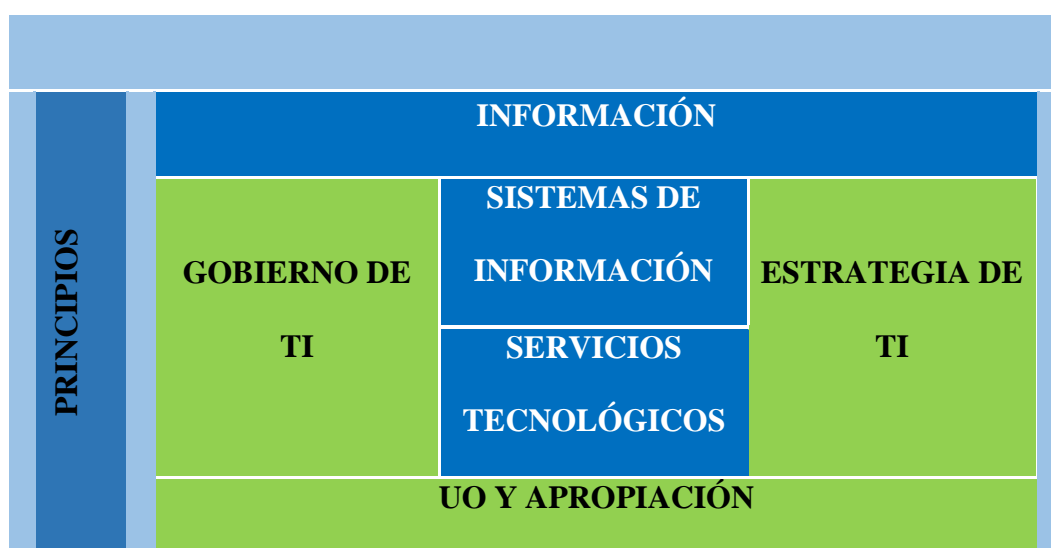 INFORMACIÓN
PRINCIPIOS
GOBIERNO DE
TI
SISTEMAS DE
INFORMACIÓN
SERVICIOS
TECNOLÓGICOS
ESTRATEGIA DE
TI
UO Y APROPIACIÓN